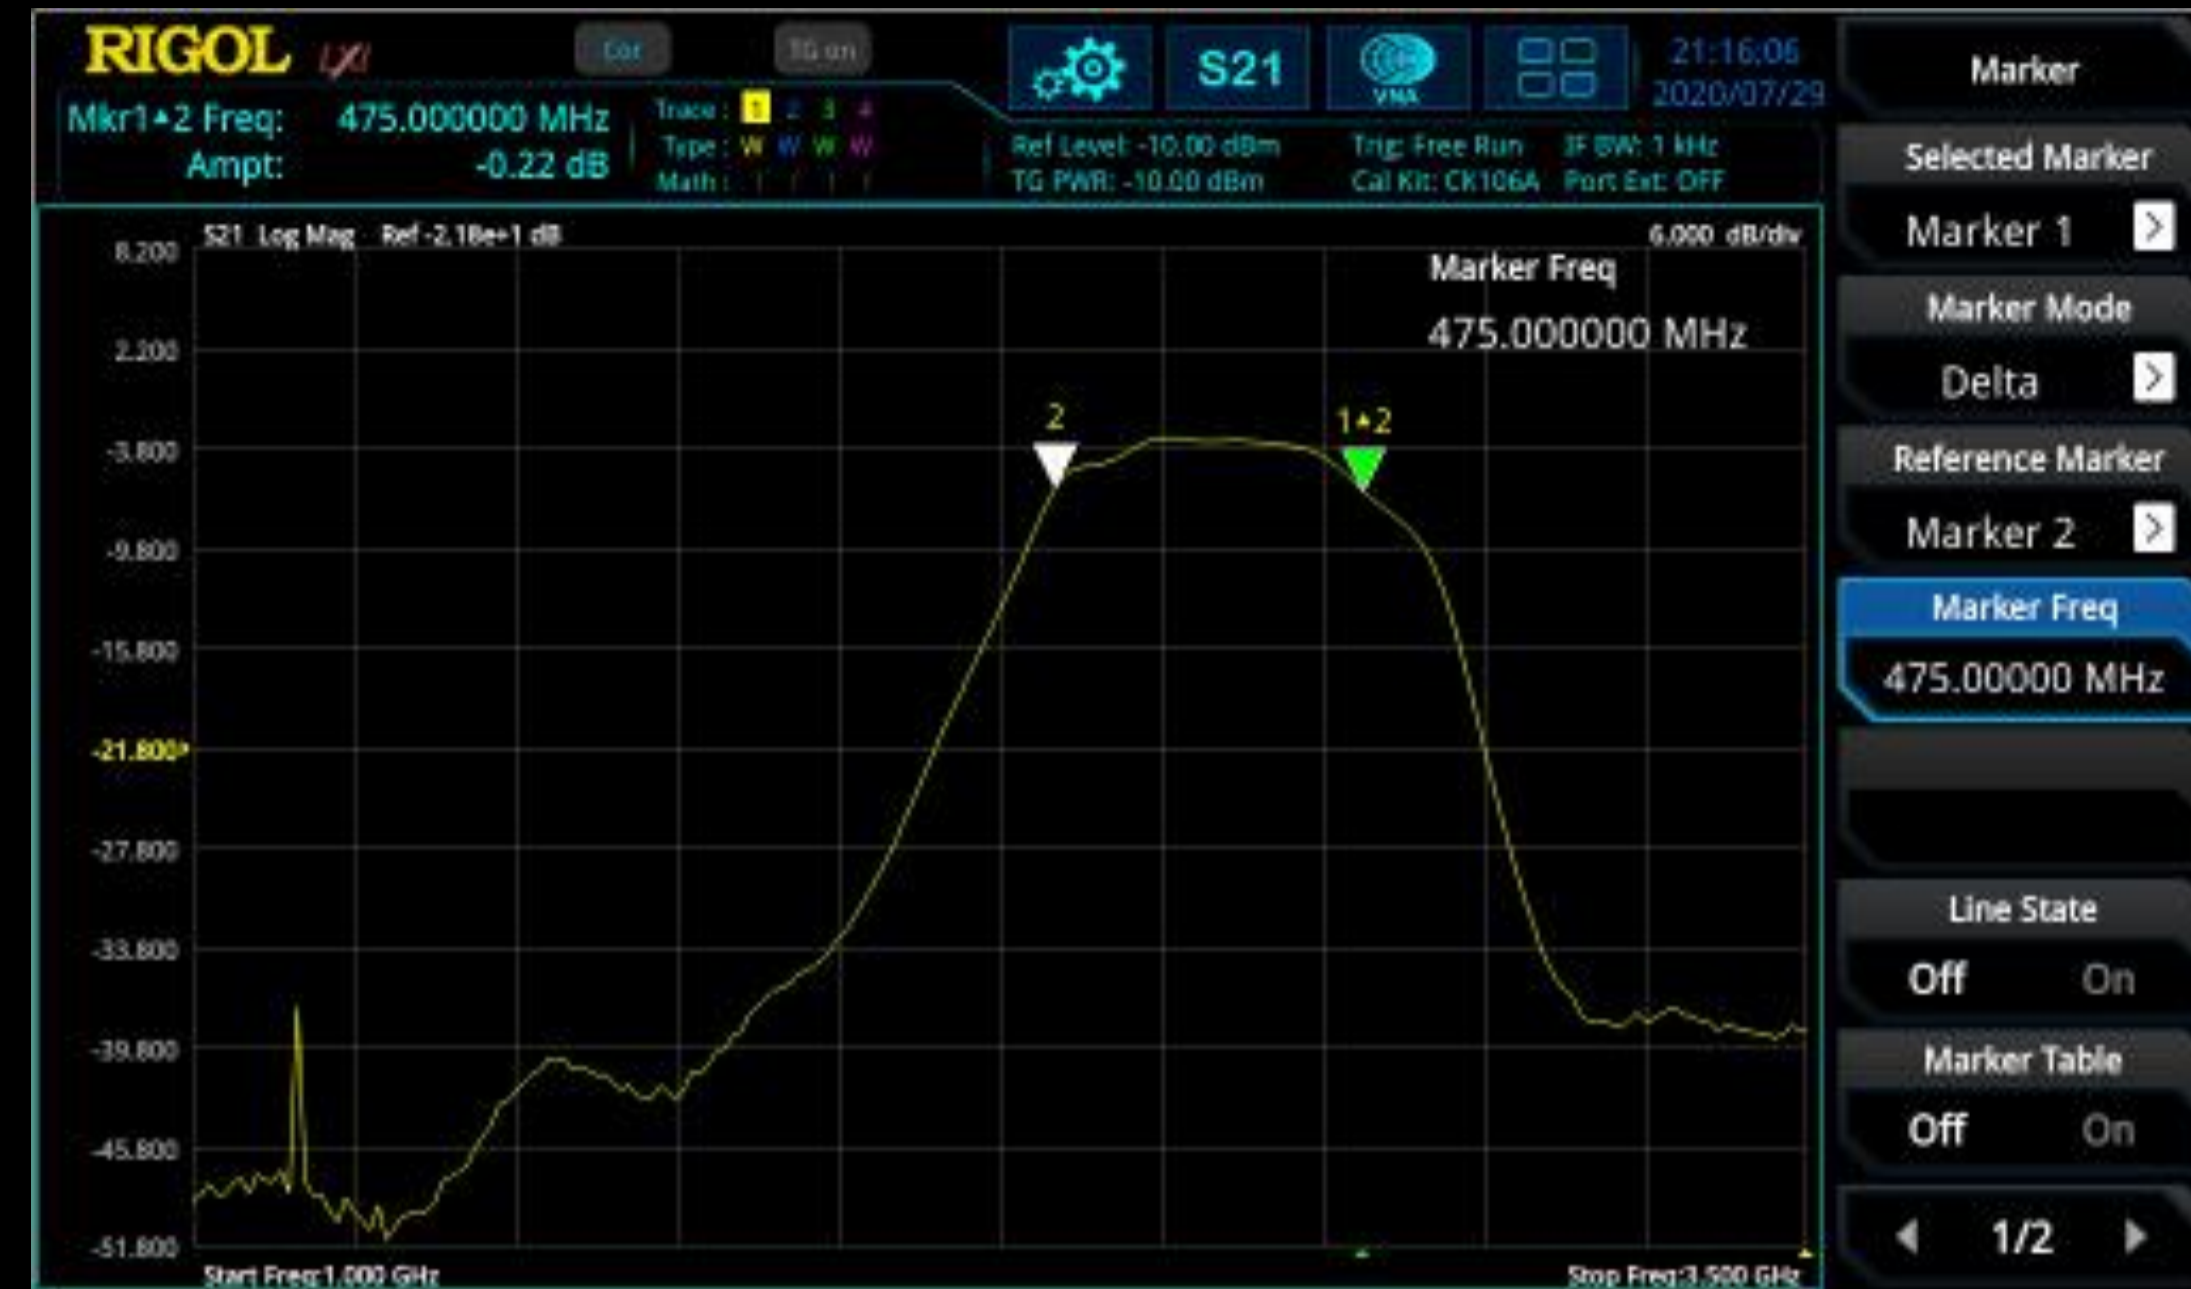 RIGOL LXI
Cor
TG on
S21
VNA
21:16:06
2020/07/29
Mkr1▲2 Freq: 475.000000 MHz
Ampt: -0.22 dB
Trace : 1 2 3 4
Type : W W W W
Math : / / / /
Ref Level: -10.00 dBm
TG PWR: -10.00 dBm
Trig: Free Run
Cal Kit: CK106A
IF BW: 1 kHz
Port Ext: OFF
S21 Log Mag Ref -2.18e+1 dB
6.000 dB/div
Marker Freq
475.000000 MHz
8.200
2.200
-3.800
-9.800
-15.800
-21.800
-27.800
-33.800
-39.800
-45.800
-51.800
2
1▲2
Start Freq:1.000 GHz
Stop Freq:3.500 GHz
Marker
Selected Marker
Marker 1 >
Marker Mode
Delta >
Reference Marker
Marker 2 >
Marker Freq
475.00000 MHz
Line State
Off On
Marker Table
Off On
1/2